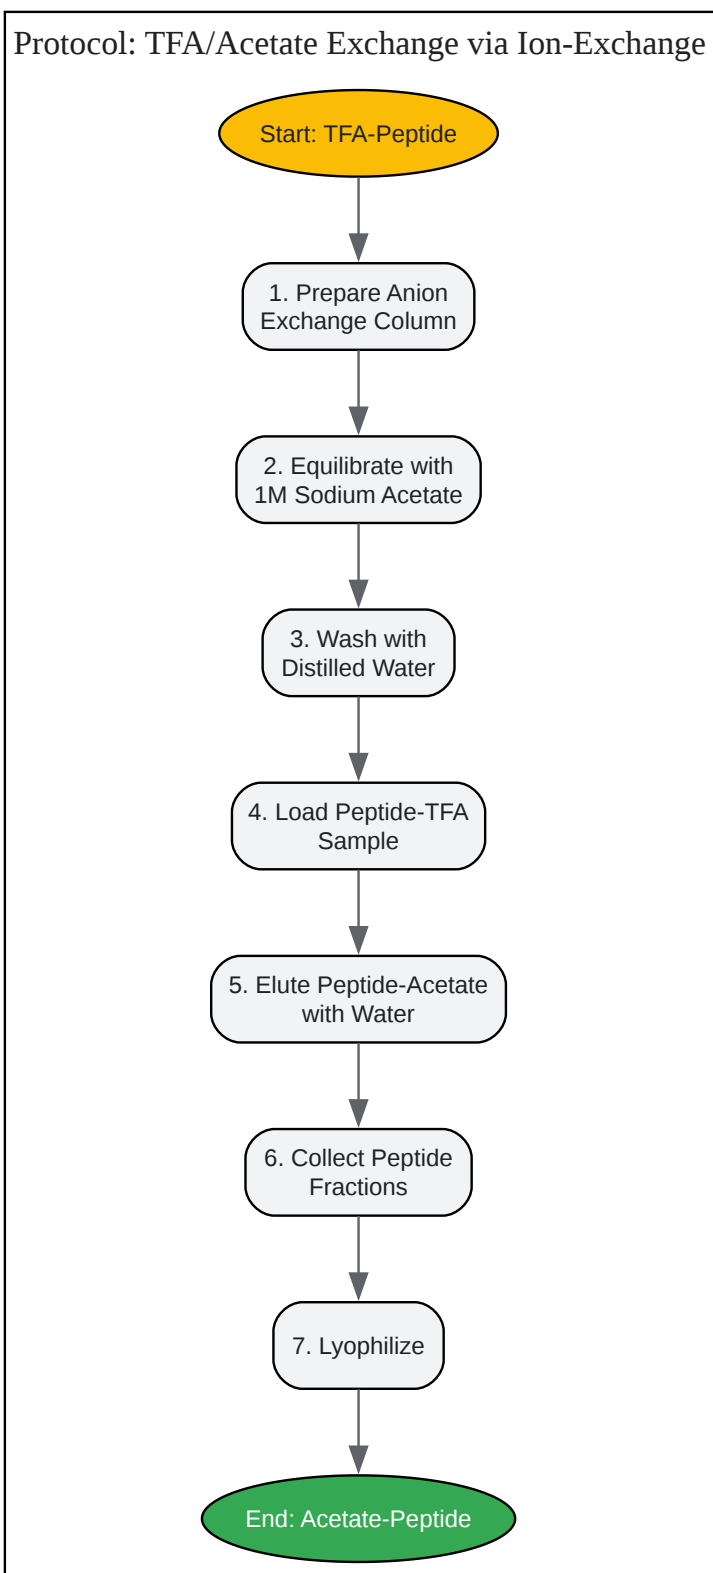 Protocol: TFA/Acetate Exchange via Ion-Exchange
Start: TFA-Peptide
1. Prepare Anion
Exchange Column
2. Equilibrate with
1M Sodium Acetate
3. Wash with
Distilled Water
4. Load Peptide-TFA
Sample
5. Elute Peptide-Acetate
with Water
6. Collect Peptide
Fractions
7. Lyophilize
End: Acetate-Peptide